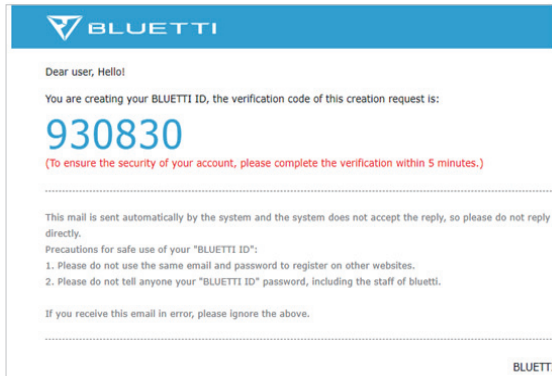 BLUETTI
Dear user, Hello!
You are creating your BLUETTI ID, the verification code of this creation request is:
930830
(To ensure the security of your account, please complete the verification within 5 minutes.)
This mail is sent automatically by the system and the system does not accept the reply, so please do not reply
directly.
Precautions for safe use of your "BLUETTI ID":
1. Please do not use the same email and password to register on other websites.
2. Please do not tell anyone your "BLUETTI ID" password, including the staff of bluetti.
If you receive this email in error, please ignore the above.
BLUETT